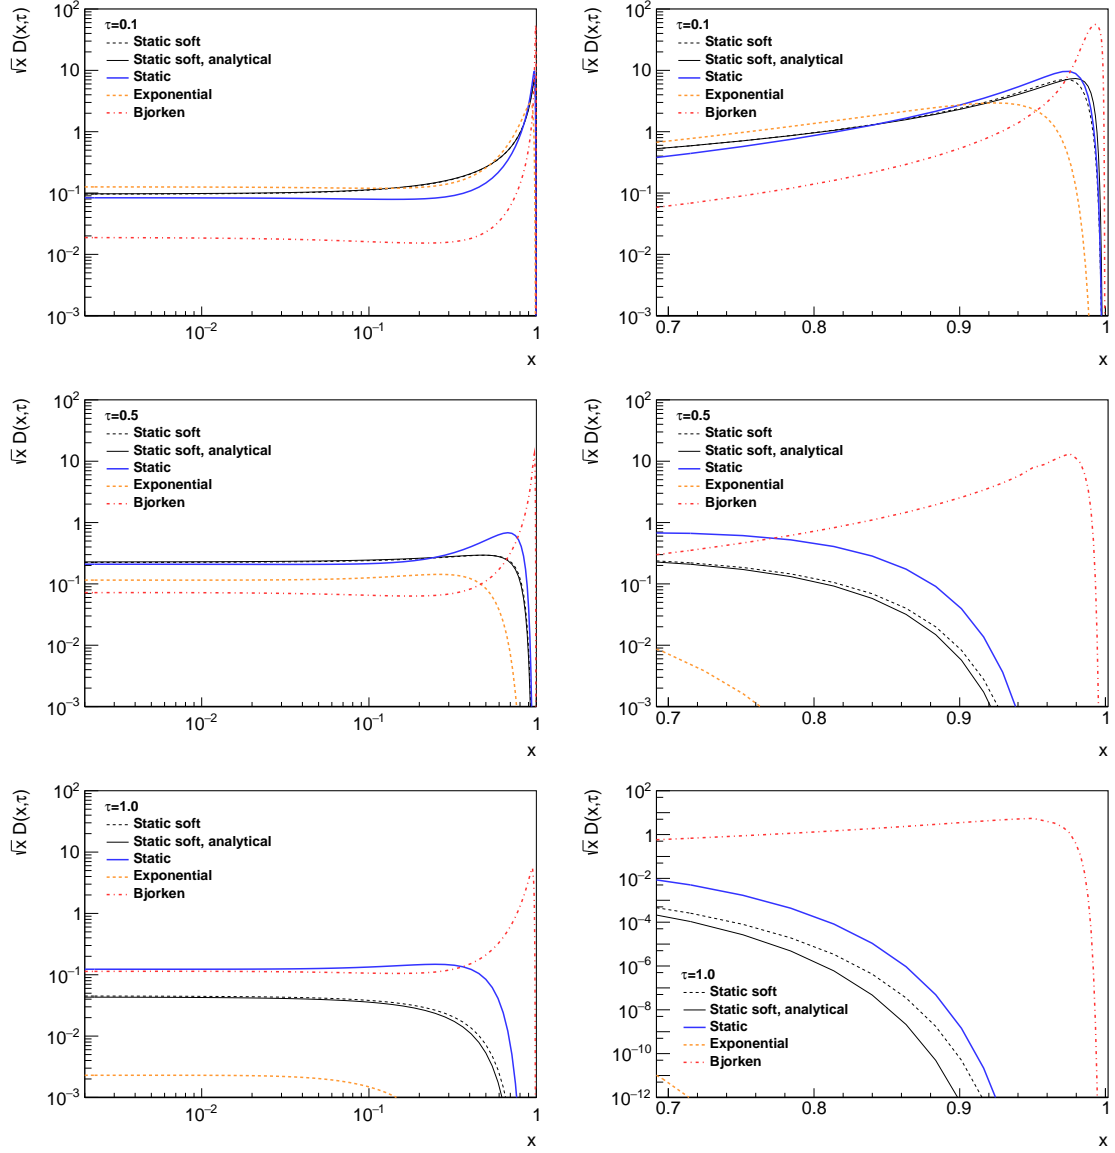 √x D(x,τ)
τ=0.1
Static soft
Static soft, analytical
Static
Exponential
Bjorken
10²
10
1
10⁻¹
10⁻²
10⁻³
10⁻² 10⁻¹ 1
x
√x D(x,τ)
τ=0.1
Static soft
Static soft, analytical
Static
Exponential
Bjorken
10²
10
1
10⁻¹
10⁻²
10⁻³
0.7 0.8 0.9 1
x
√x D(x,τ)
τ=0.5
Static soft
Static soft, analytical
Static
Exponential
Bjorken
10²
10
1
10⁻¹
10⁻²
10⁻³
10⁻² 10⁻¹ 1
x
√x D(x,τ)
τ=0.5
Static soft
Static soft, analytical
Static
Exponential
Bjorken
10²
10
1
10⁻¹
10⁻²
10⁻³
0.7 0.8 0.9 1
x
√x D(x,τ)
τ=1.0
Static soft
Static soft, analytical
Static
Exponential
Bjorken
10²
10
1
10⁻¹
10⁻²
10⁻³
10⁻² 10⁻¹ 1
x
√x D(x,τ)
10²
1
10⁻²
10⁻⁴
10⁻⁶
10⁻⁸
10⁻¹⁰
10⁻¹²
τ=1.0
Static soft
Static soft, analytical
Static
Exponential
Bjorken
0.7 0.8 0.9 1
x